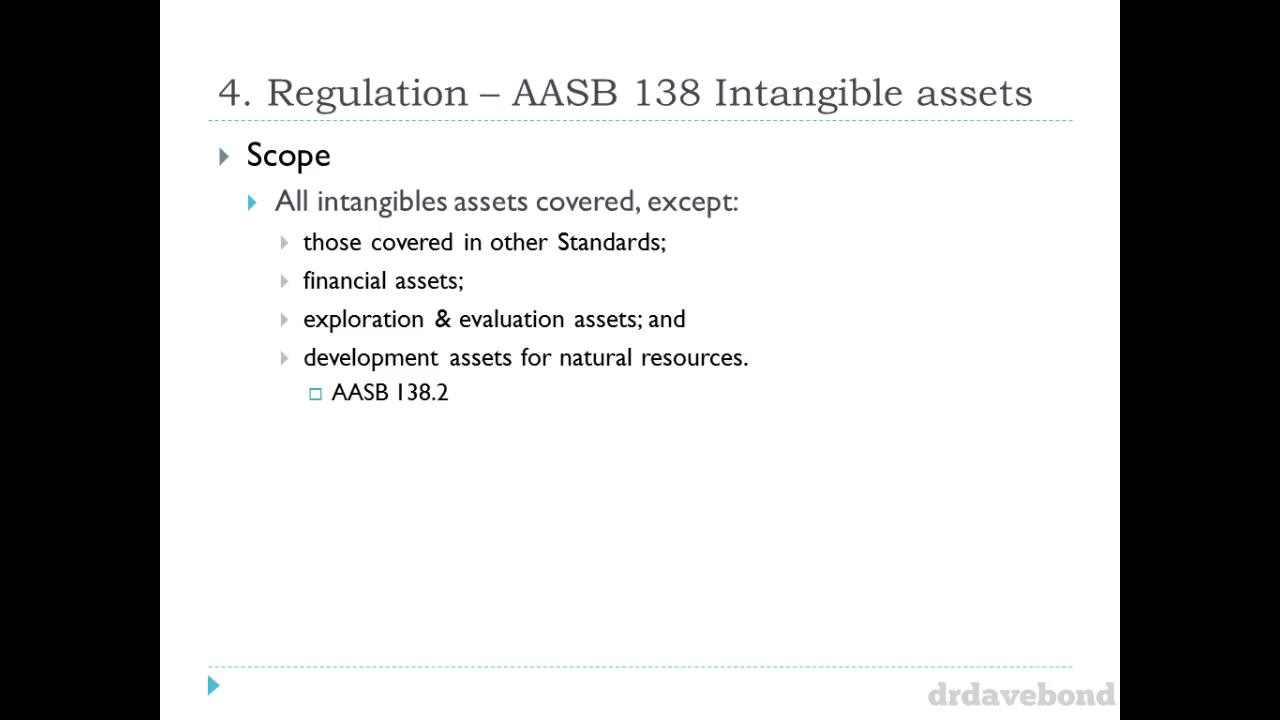 4. Regulation – AASB 138 Intangible assets
Scope
All intangibles assets covered, except:
those covered in other Standards;
financial assets;
exploration & evaluation assets; and
development assets for natural resources.
AASB 138.2
drdavebond